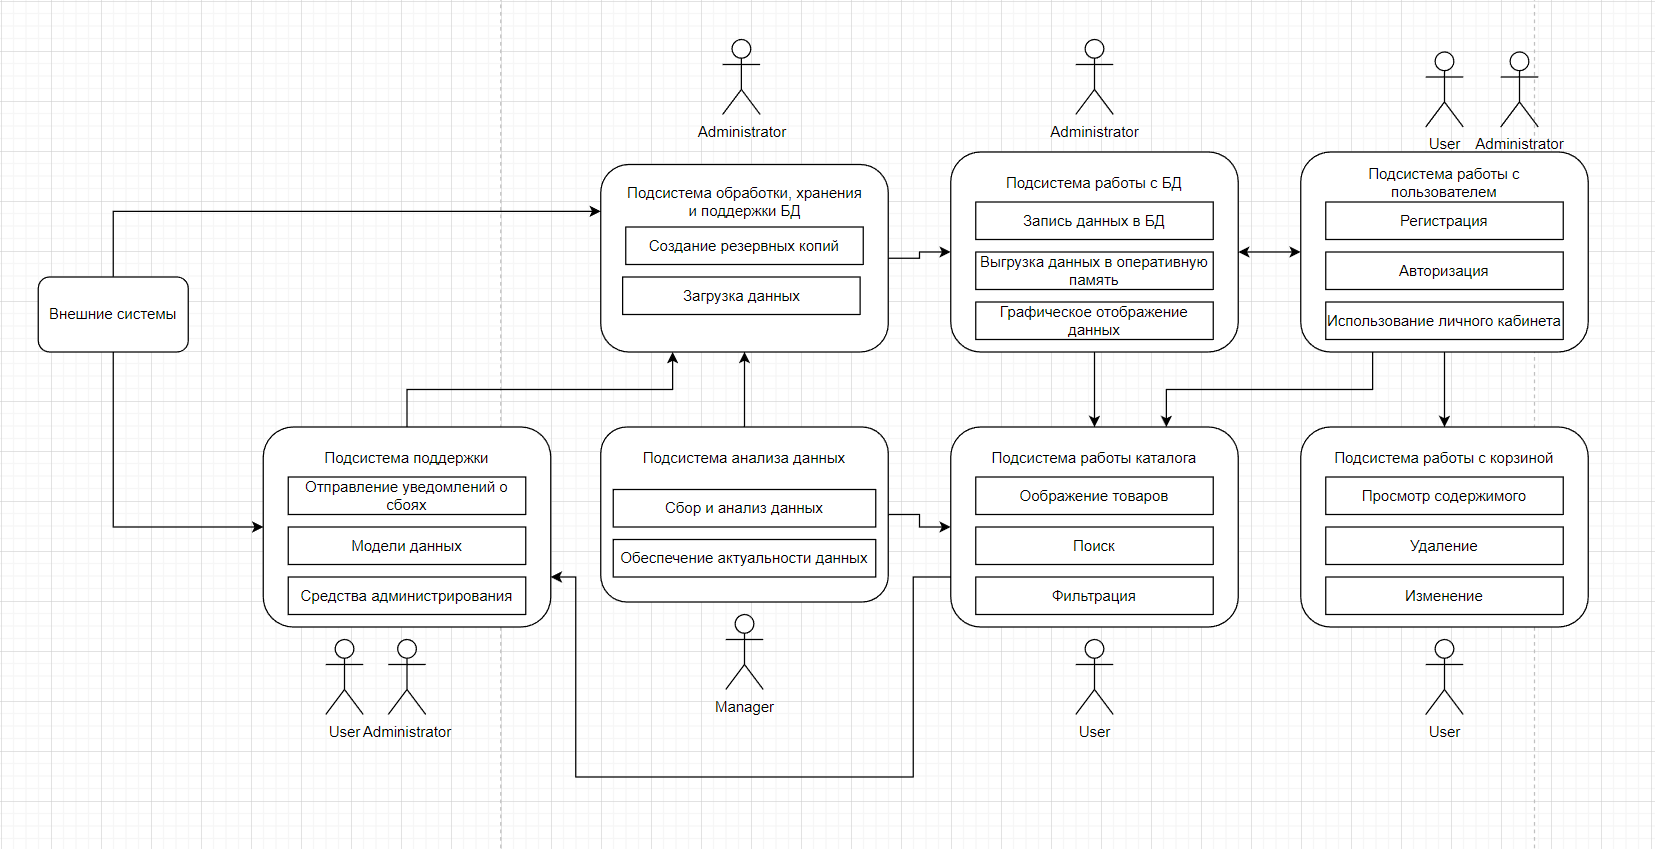 Administrator
Administrator
User
Administrator
Внешние системы
Подсистема обработки, хранения
и поддержки БД
Создание резервных копий
Загрузка данных
Подсистема работы с БД
Запись данных в БД
Выгрузка данных в оперативную
память
Графическое отображение
данных
Подсистема работы с
пользователем
Регистрация
Авторизация
Использование личного кабинета
Подсистема поддержки
Отправление уведомлений о
сбоях
Модели данных
Средства администрирования
User
Administrator
Подсистема анализа данных
Сбор и анализ данных
Обеспечение актуальности данных
Manager
Подсистема работы каталога
Оображение товаров
Поиск
Фильтрация
User
Подсистема работы с корзиной
Просмотр содержимого
Удаление
Изменение
User